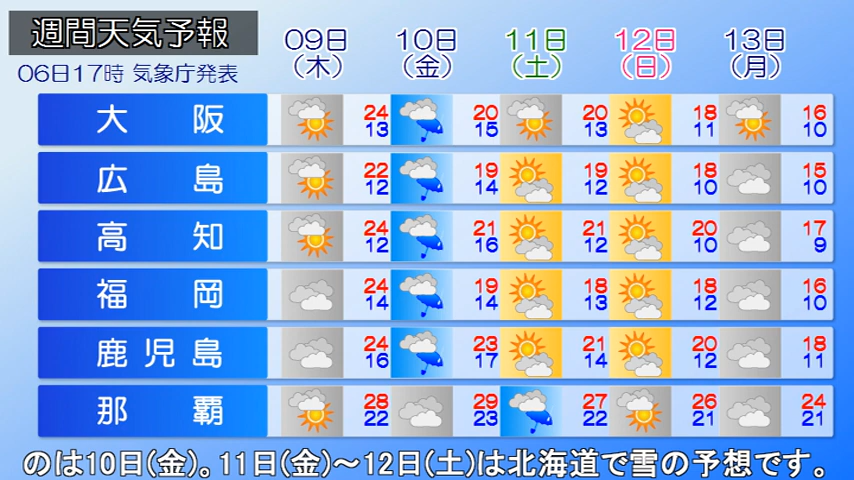 週間天気予報
06日17時 気象庁発表
09日 10日 11日 12日 13日
(木) (金) (土) (日) (月)
大阪 24 13 20 15 20 13 18 11 16 10
広島 22 12 19 14 19 12 18 10 15 10
高知 24 12 21 16 21 12 20 10 17 9
福岡 24 14 19 14 18 13 18 12 16 10
鹿児島 24 16 23 17 21 14 20 12 18 11
那覇 28 22 29 23 27 22 26 21 24 21
のは10日(金)。11日(金)～12日(土)は北海道で雪の予想です。